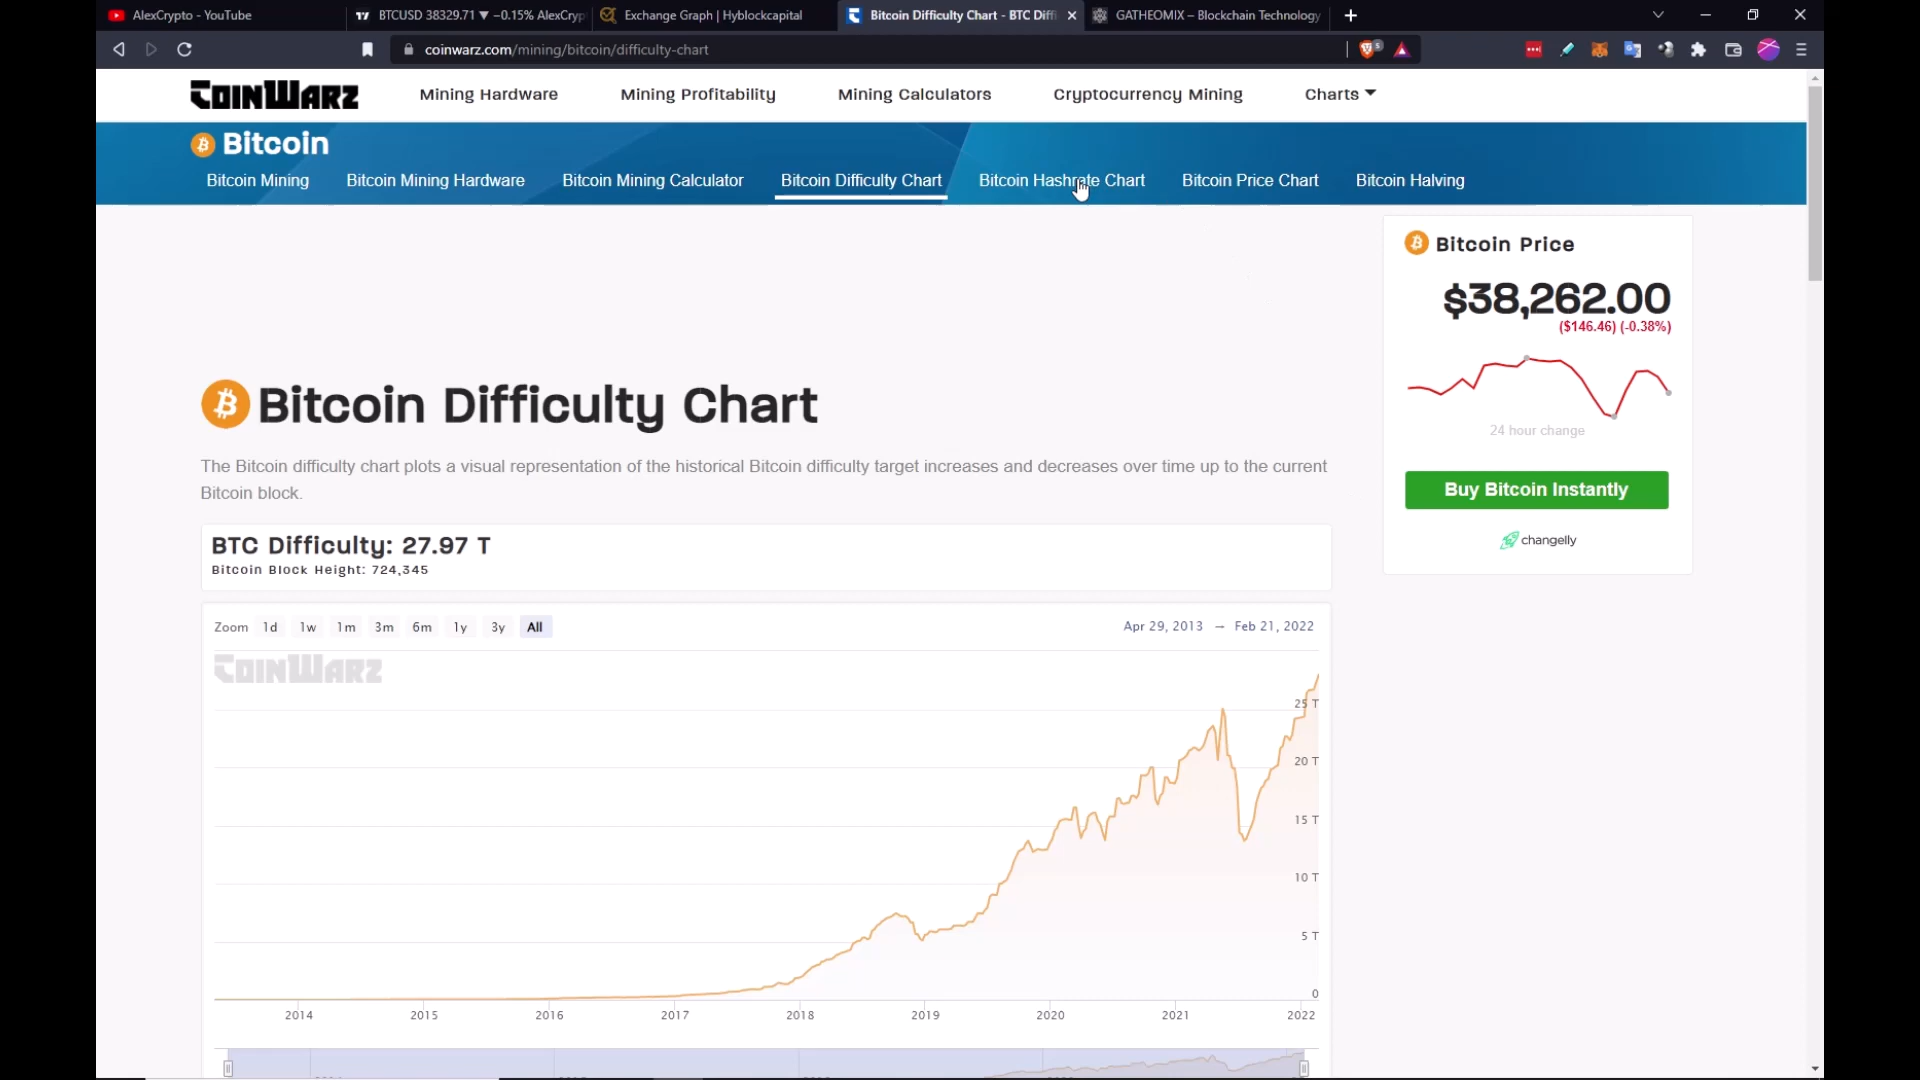 AlexCrypto - YouTube
BTCUSD 38329.71 ▼ −0.15% AlexCryp
Exchange Graph | Hyblockcapital
Bitcoin Difficulty Chart - BTC Diff
GATHEOMIX – Blockchain Technology
coinwarz.com/mining/bitcoin/difficulty-chart
5
COINWARZ
Mining Hardware
Mining Profitability
Mining Calculators
Cryptocurrency Mining
Charts
Bitcoin
Bitcoin Mining
Bitcoin Mining Hardware
Bitcoin Mining Calculator
Bitcoin Difficulty Chart
Bitcoin Hashrate Chart
Bitcoin Price Chart
Bitcoin Halving
Bitcoin Price
$38,262.00
($146.46) (-0.38%)
24 hour change
Buy Bitcoin Instantly
changelly
Bitcoin Difficulty Chart
The Bitcoin difficulty chart plots a visual representation of the historical Bitcoin difficulty target increases and decreases over time up to the current
Bitcoin block.
BTC Difficulty: 27.97 T
Bitcoin Block Height: 724,345
Zoom 1d 1w 1m 3m 6m 1y 3y All
Apr 29, 2013 → Feb 21, 2022
COINWARZ
25 T
20 T
15 T
10 T
5 T
0
2014 2015 2016 2017 2018 2019 2020 2021 2022